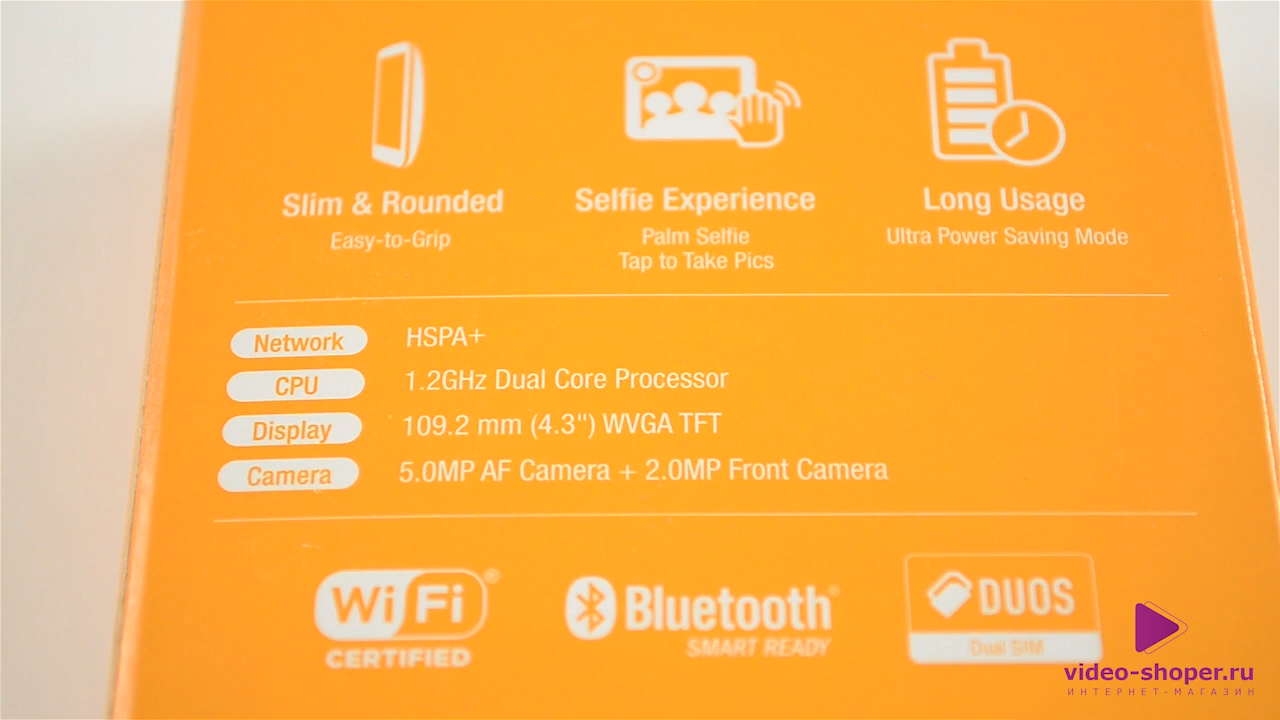 Slim & Rounded
Easy-to-Grip
Selfie Experience
Palm Selfie
Tap to Take Pics
Long Usage
Ultra Power Saving Mode
Network HSPA+
CPU 1.2GHz Dual Core Processor
Display 109.2 mm (4.3") WVGA TFT
Camera 5.0MP AF Camera + 2.0MP Front Camera
Wi Fi®
CERTIFIED
Bluetooth®
SMART READY
DUOS
Dual SIM
video-shoper.ru
ИНТЕРНЕТ-МАГАЗИН